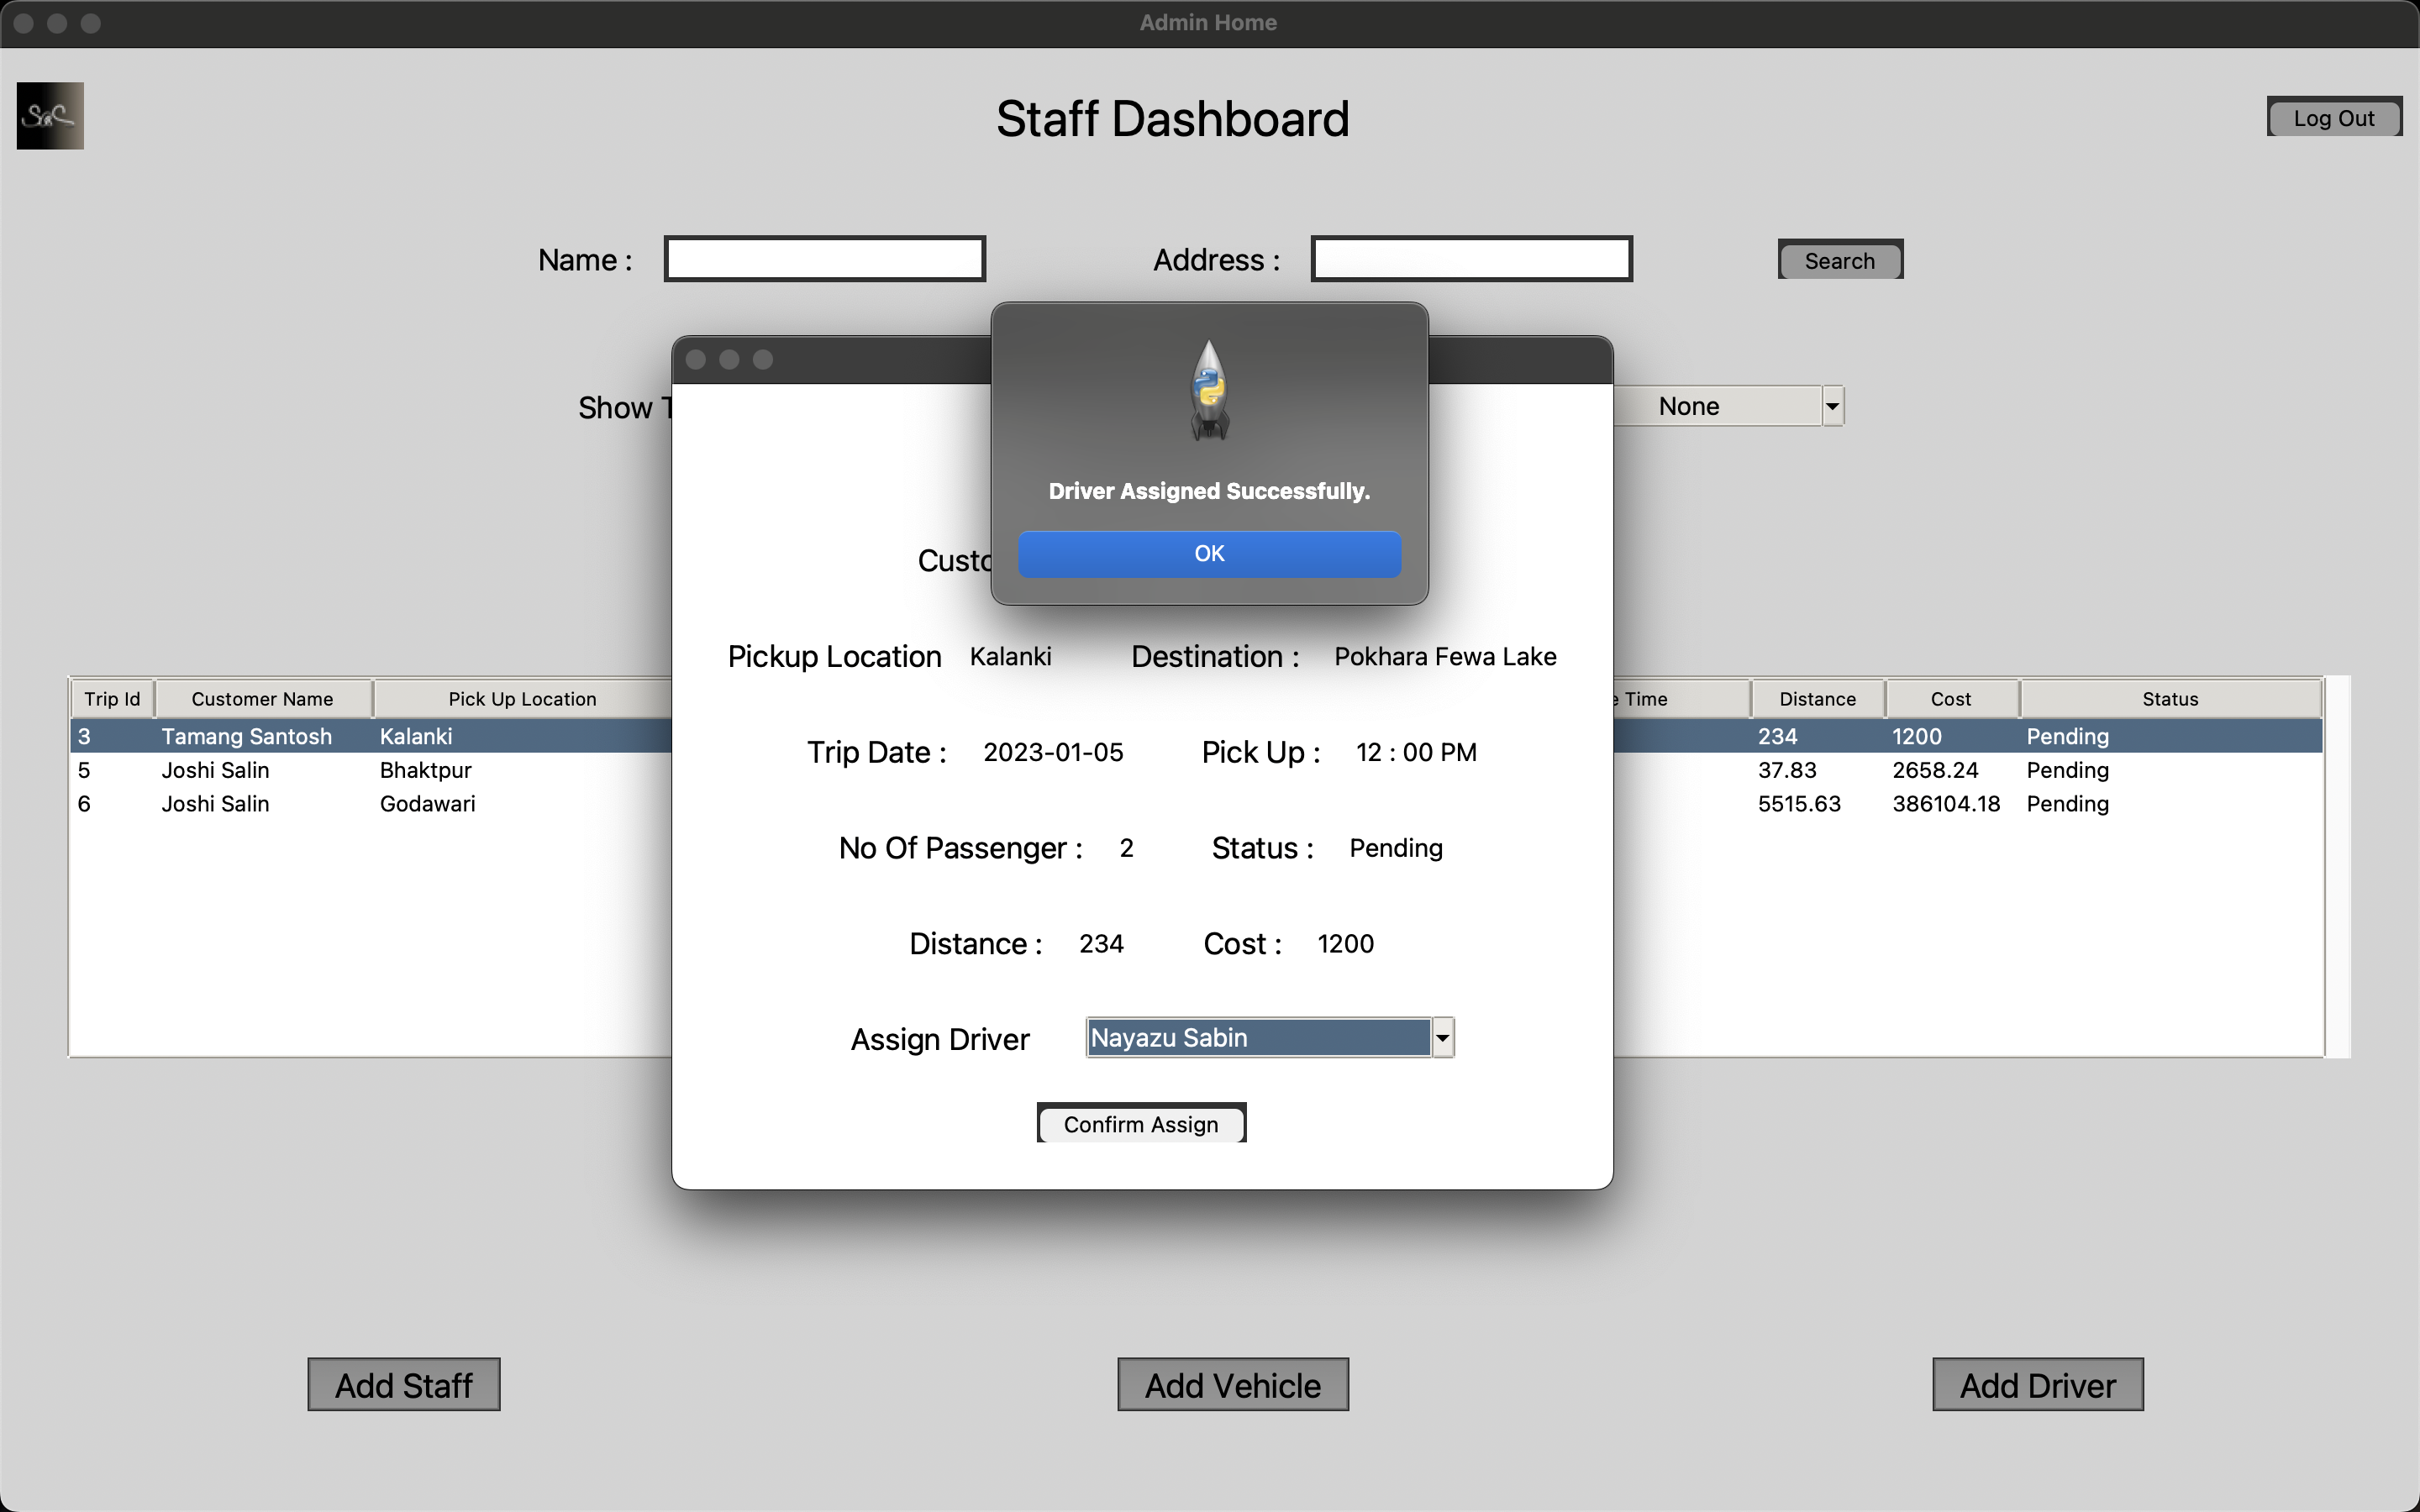 Admin Home
SaS
Staff Dashboard
Log Out
Name :
Address :
Search
Show
None
Driver Assigned Successfully.
OK
Pickup Location Kalanki Destination : Pokhara Fewa Lake
Trip Date : 2023-01-05 Pick Up : 12 : 00 PM
No Of Passenger : 2 Status : Pending
Distance : 234 Cost : 1200
Assign Driver Nayazu Sabin
Confirm Assign
Trip Id Customer Name Pick Up Location Time Distance Cost Status
3 Tamang Santosh Kalanki 234 1200 Pending
5 Joshi Salin Bhaktpur 37.83 2658.24 Pending
6 Joshi Salin Godawari 5515.63 386104.18 Pending
Add Staff
Add Vehicle
Add Driver